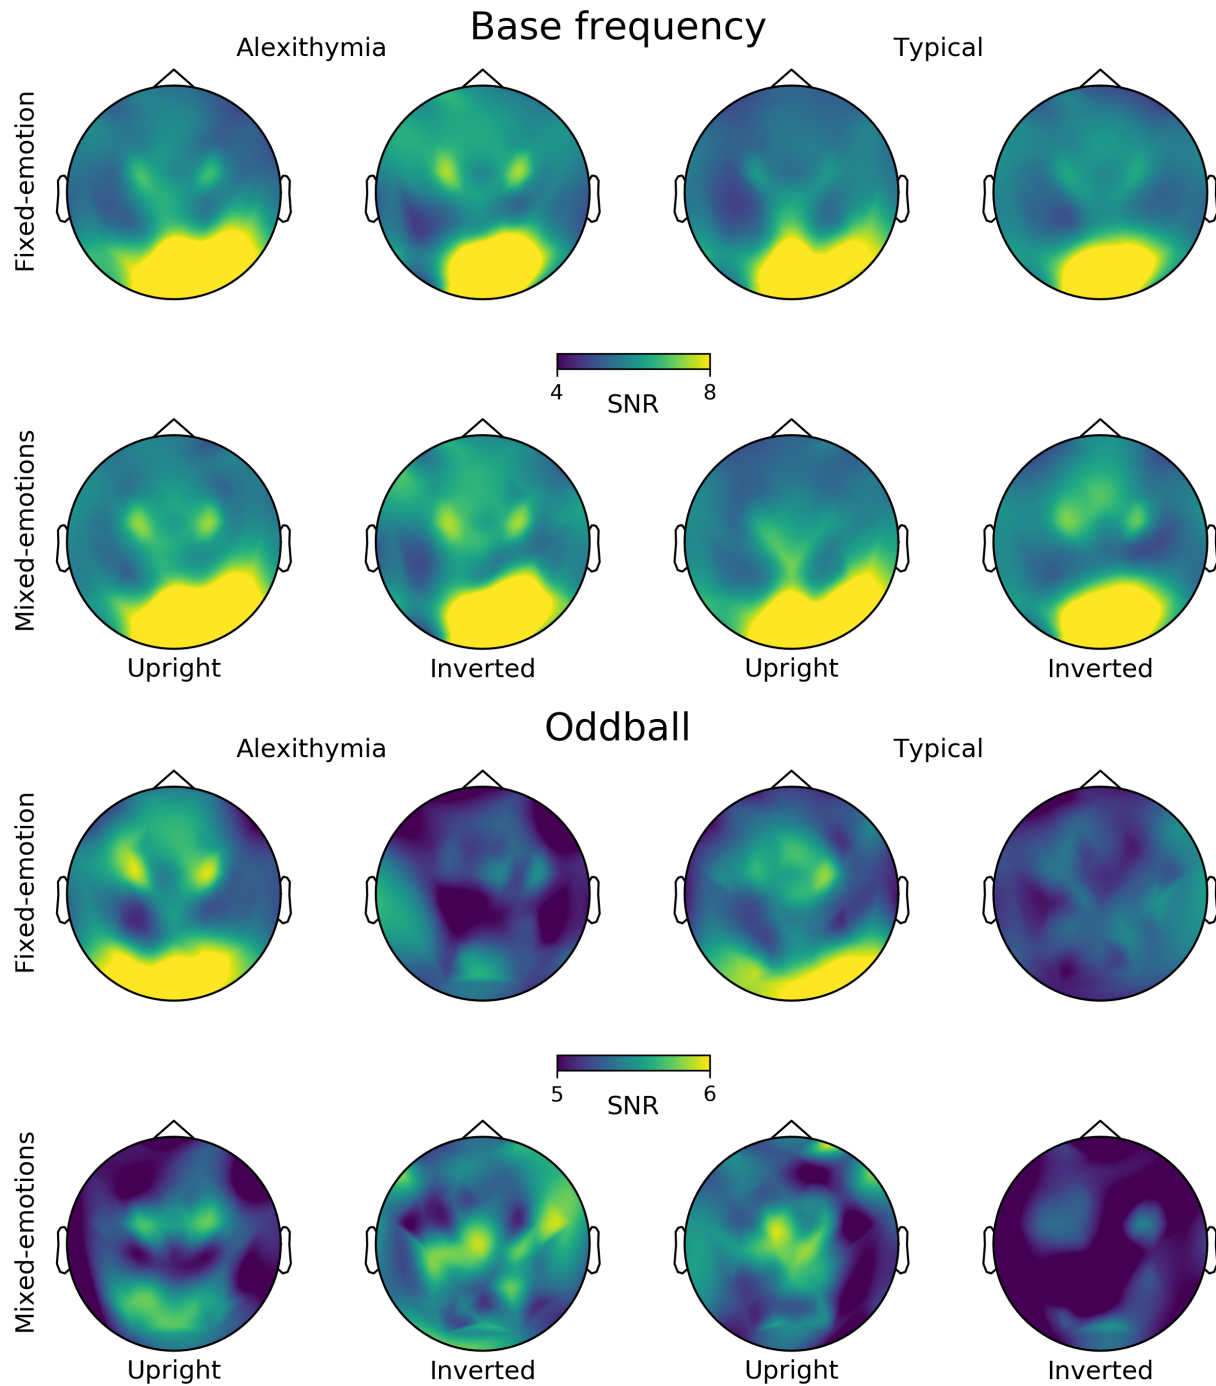 Base frequency
Alexithymia
Typical
Fixed-emotion
4
8
SNR
Mixed-emotions
Upright
Inverted
Upright
Inverted
Oddball
Alexithymia
Typical
Fixed-emotion
5
6
SNR
Mixed-emotions
Upright
Inverted
Upright
Inverted